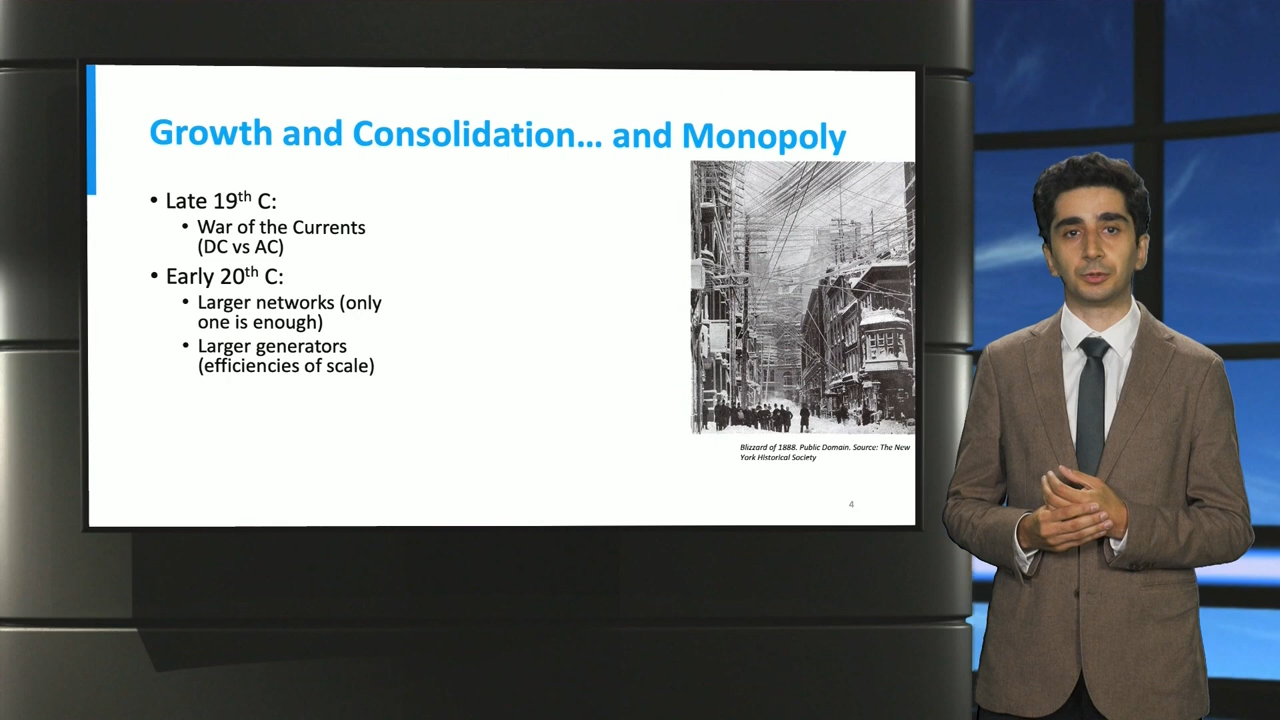 Growth and Consolidation... and Monopoly
• Late 19th C:
• War of the Currents
(DC vs AC)
• Early 20th C:
• Larger networks (only
one is enough)
• Larger generators
(efficiencies of scale)
Blizzard of 1888. Public Domain. Source: The New
York Historical Society
4